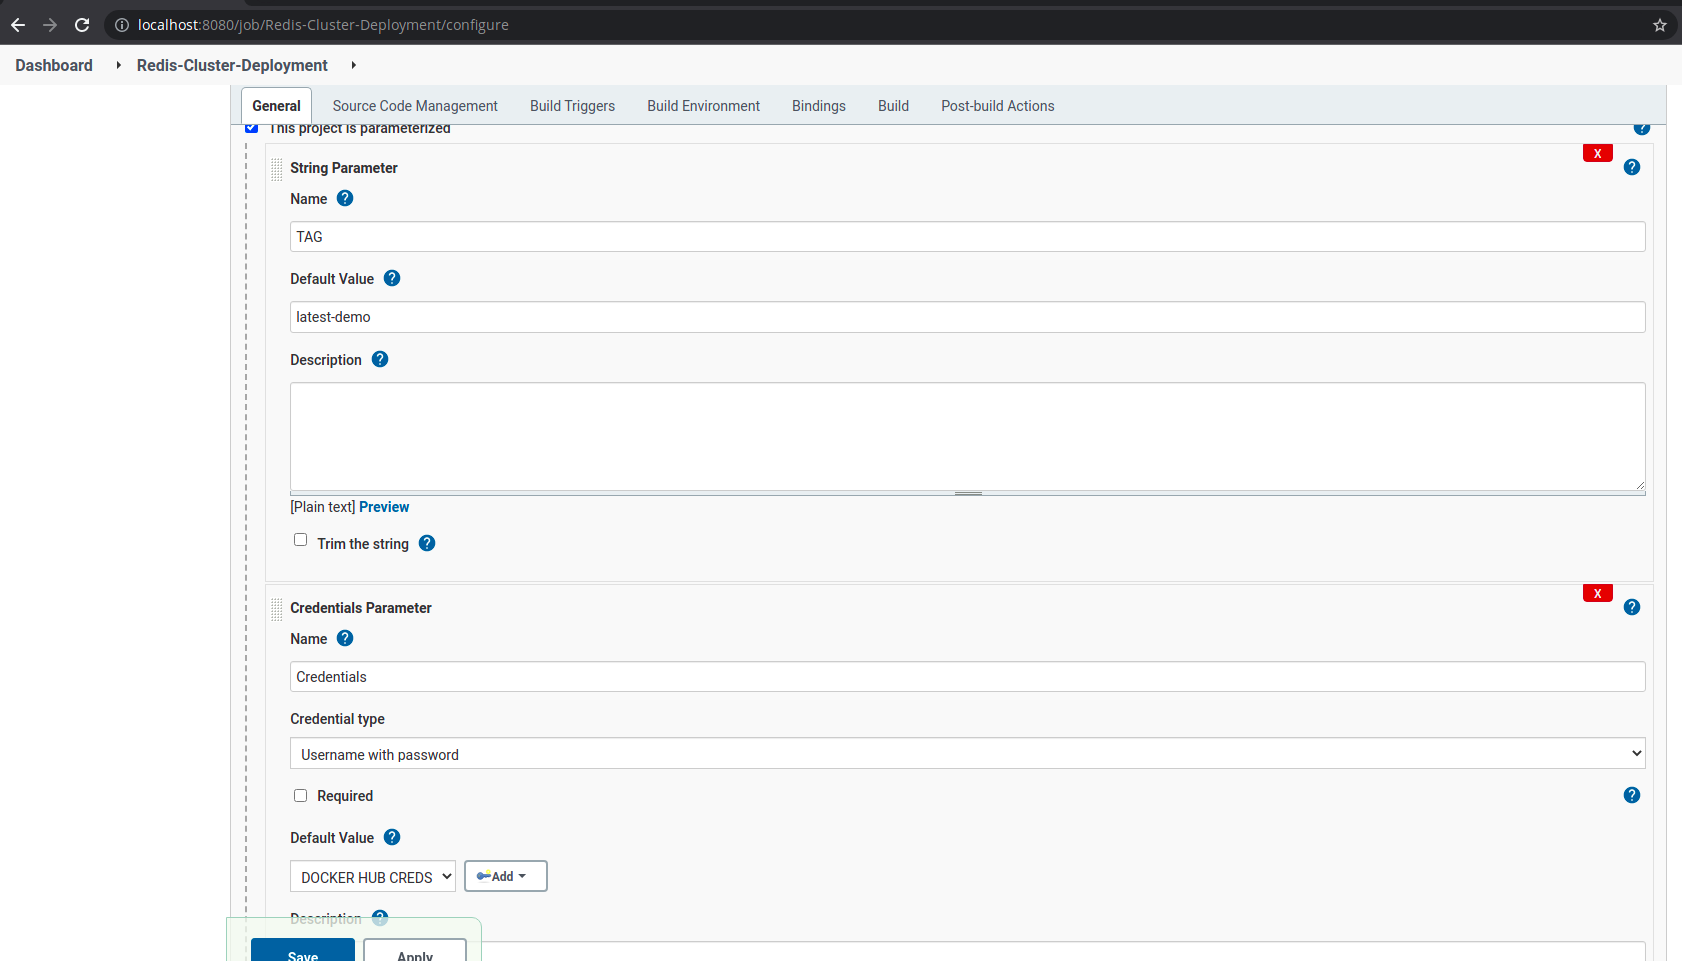 localhost:8080/job/Redis-Cluster-Deployment/configure
Dashboard Redis-Cluster-Deployment
General Source Code Management Build Triggers Build Environment Bindings Build Post-build Actions
This project is parameterized ?
X
String Parameter ?
Name ?
TAG
Default Value ?
latest-demo
Description ?
[Plain text] Preview
Trim the string ?
X
Credentials Parameter ?
Name ?
Credentials
Credential type
Username with password
Required ?
Default Value ?
DOCKER HUB CREDS Add
Description ?
Save Apply